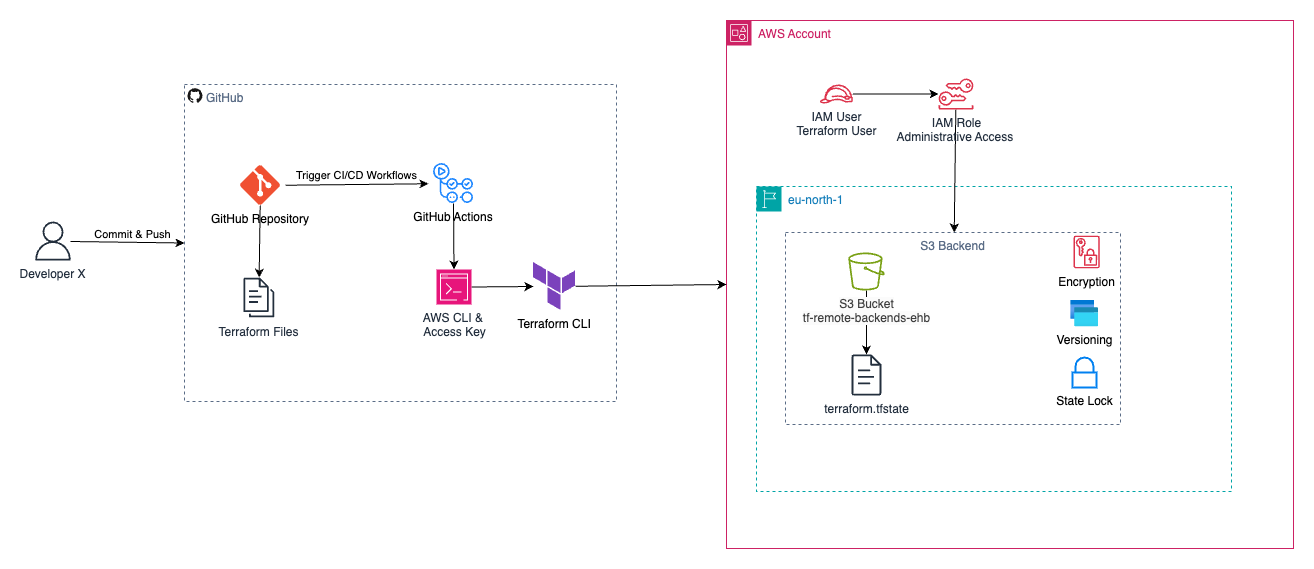 AWS Account
GitHub
IAM User
Terraform User
IAM Role
Administrative Access
Trigger CI/CD Workflows
GitHub Repository
GitHub Actions
eu-north-1
Commit & Push
Developer X
S3 Backend
Encryption
S3 Bucket
tf-remote-backends-ehb
Terraform Files
AWS CLI &
Access Key
Terraform CLI
Versioning
terraform.tfstate
State Lock